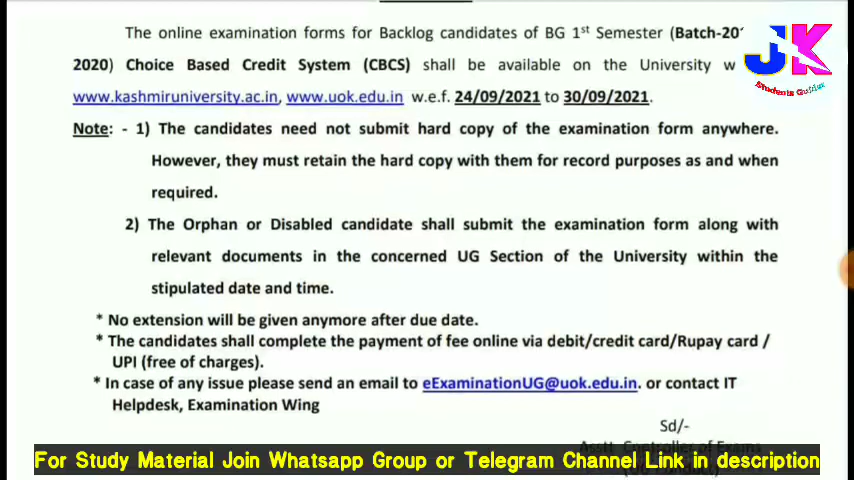 The online examination forms for Backlog candidates of BG 1st Semester (Batch-20
2020) Choice Based Credit System (CBCS) shall be available on the University w
www.kashmiruniversity.ac.in, www.uok.edu.in w.e.f. 24/09/2021 to 30/09/2021.
Note: - 1) The candidates need not submit hard copy of the examination form anywhere.
However, they must retain the hard copy with them for record purposes as and when
required.
2) The Orphan or Disabled candidate shall submit the examination form along with
relevant documents in the concerned UG Section of the University within the
stipulated date and time.
* No extension will be given anymore after due date.
* The candidates shall complete the payment of fee online via debit/credit card/Rupay card /
UPI (free of charges).
* In case of any issue please send an email to eExaminationUG@uok.edu.in. or contact IT
Helpdesk, Examination Wing
Sd/-
Asstt. Controller of Exams
For Study Material Join Whatsapp Group or Telegram Channel Link in description
JK
Students Guider